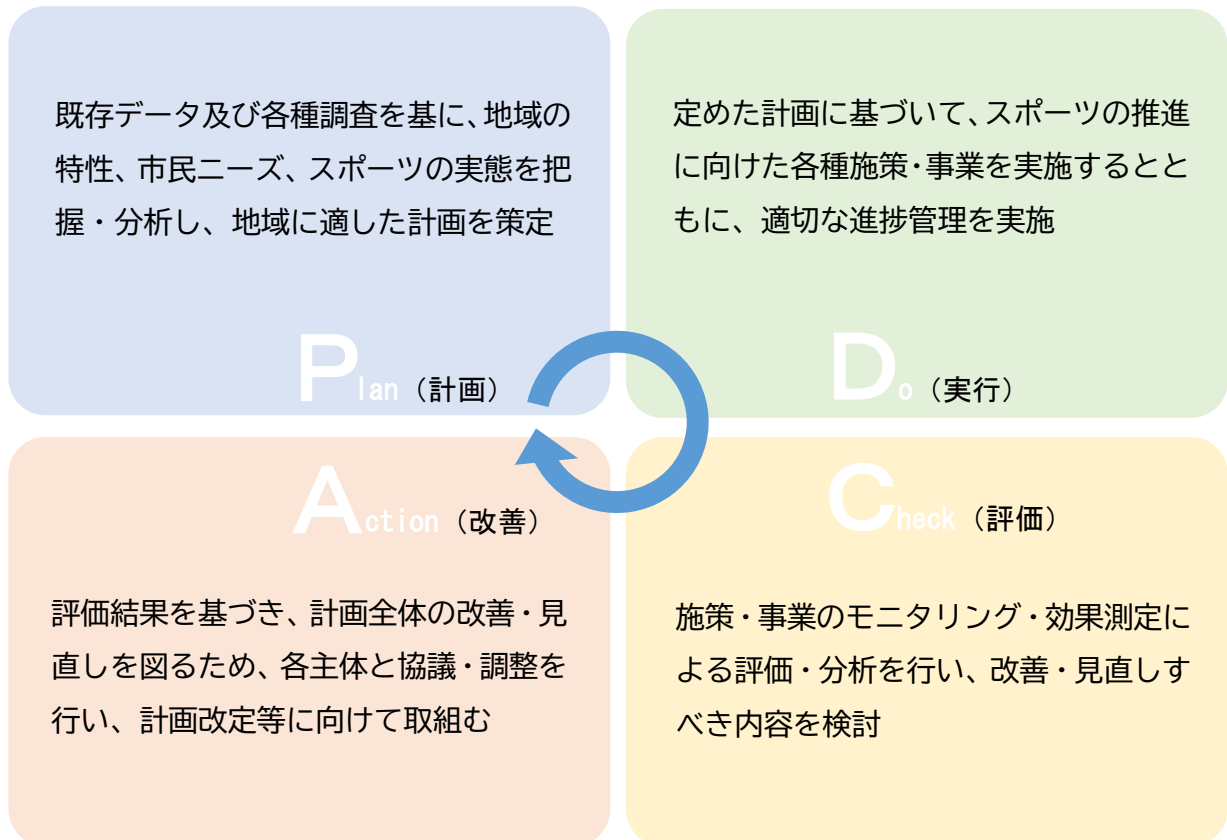 既存データ及び各種調査を基に、地域の
特性、市民ニーズ、スポーツの実態を把
握・分析し、地域に適した計画を策定
Plan（計画）
定めた計画に基づいて、スポーツの推進
に向けた各種施策・事業を実施するとと
もに、適切な進捗管理を実施
Do（実行）
Action（改善）
評価結果を基づき、計画全体の改善・見
直しを図るため、各主体と協議・調整を
行い、計画改定等に向けて取組む
Check（評価）
施策・事業のモニタリング・効果測定に
よる評価・分析を行い、改善・見直しす
べき内容を検討